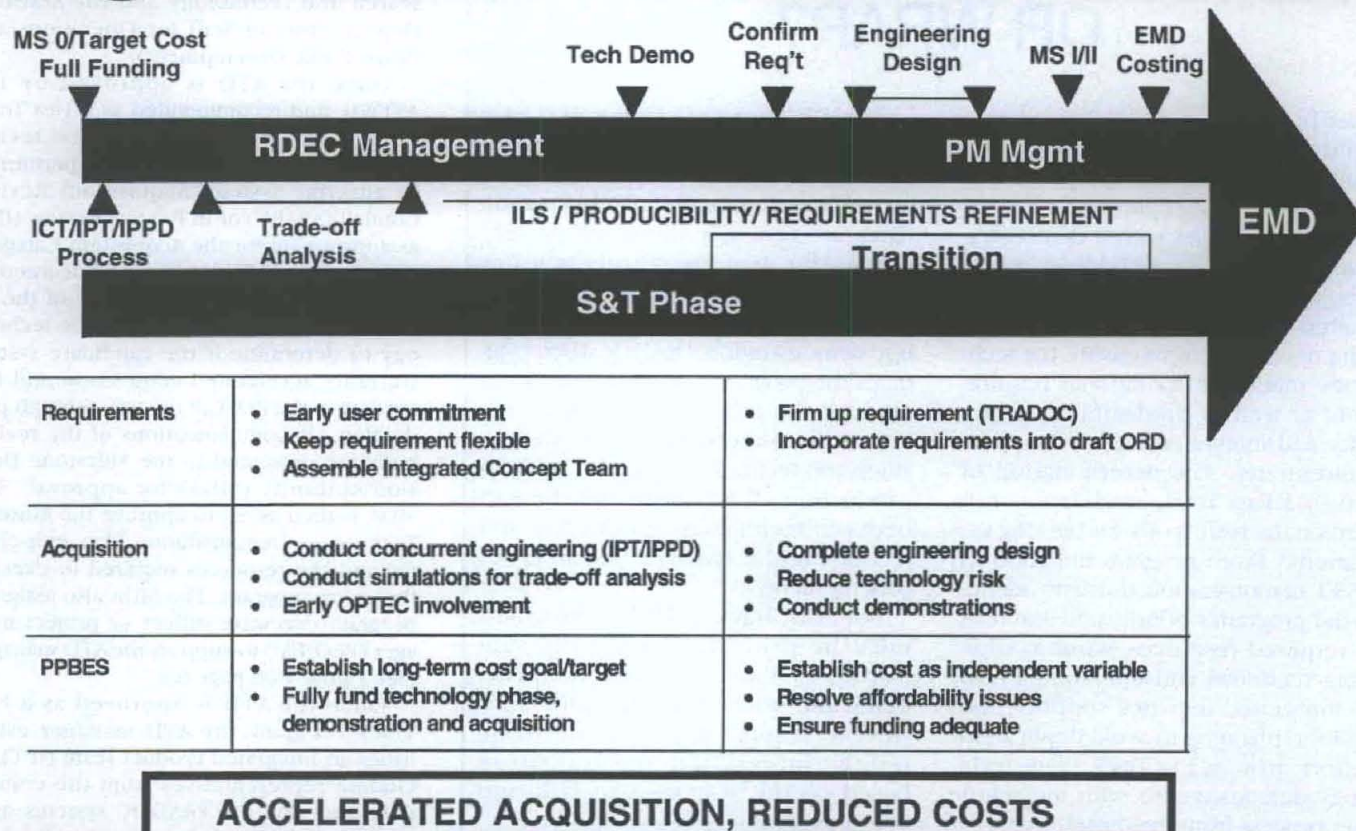 MS 0/Target Cost
Full Funding
Tech Demo
Confirm
Req't
Engineering
Design
MS I/II
EMD
Costing
RDEC Management
PM Mgmt
ICT/IPT/IPPD
Process
Trade-off
Analysis
ILS / PRODUCIBILITY/ REQUIREMENTS REFINEMENT
Transition
EMD
S&T Phase
Requirements
• Early user commitment
• Keep requirement flexible
• Assemble Integrated Concept Team
• Firm up requirement (TRADOC)
• Incorporate requirements into draft ORD
Acquisition
• Conduct concurrent engineering (IPT/IPPD)
• Conduct simulations for trade-off analysis
• Early OPTEC involvement
• Complete engineering design
• Reduce technology risk
• Conduct demonstrations
PPBES
• Establish long-term cost goal/target
• Fully fund technology phase,
demonstration and acquisition
• Establish cost as independent variable
• Resolve affordability issues
• Ensure funding adequate
ACCELERATED ACQUISITION, REDUCED COSTS